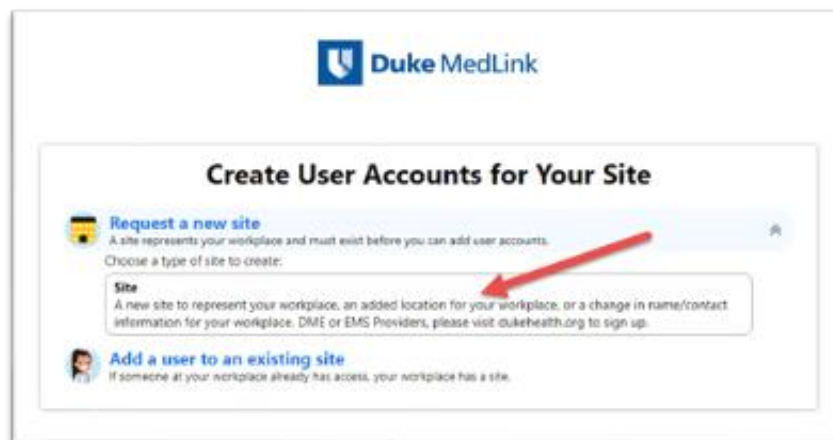 Duke MedLink
Create User Accounts for Your Site
Request a new site
A site represents your workplace and must exist before you can add user accounts.
Choose a type of site to create:
Site
A new site to represent your workplace, an added location for your workplace, or a change in name/contact
information for your workplace. DME or EMS Providers, please visit dukehealth.org to sign up.
Add a user to an existing site
If someone at your workplace already has access, your workplace has a site.